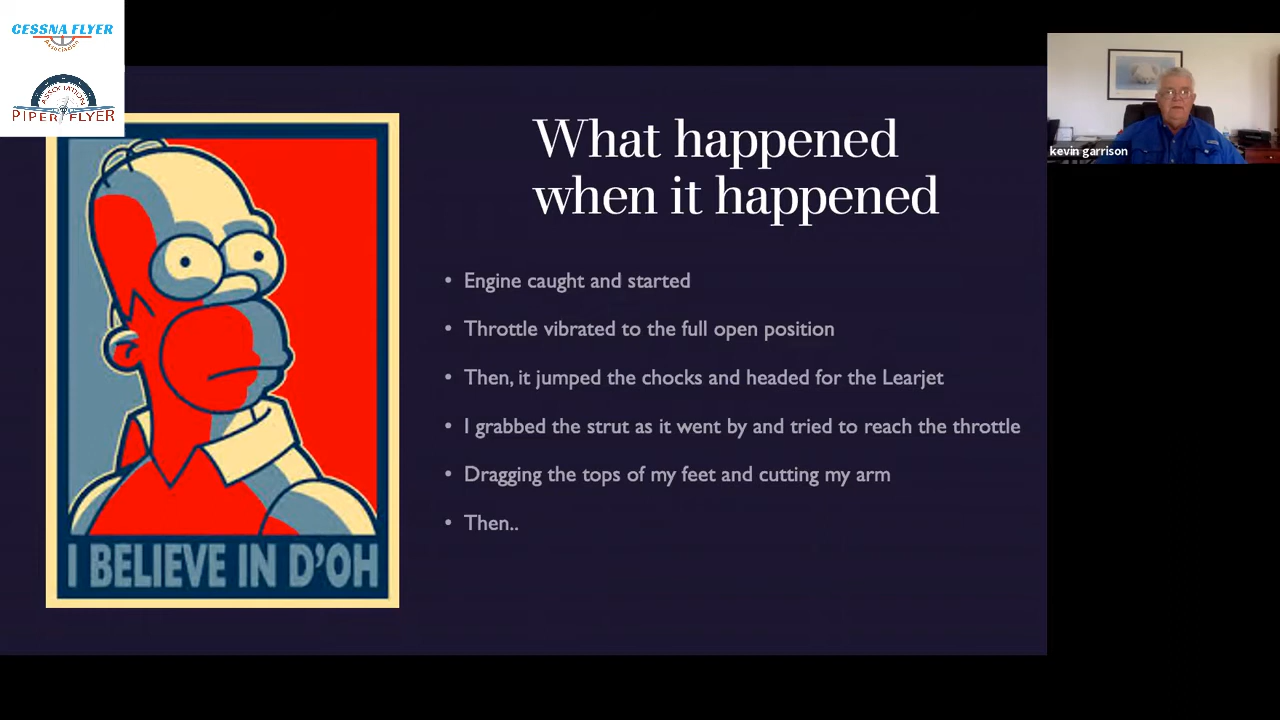 CESSNA FLYER
Association
ASSOCIATION
PIPER FLYER
What happened
when it happened
• Engine caught and started
• Throttle vibrated to the full open position
• Then, it jumped the chocks and headed for the Learjet
• I grabbed the strut as it went by and tried to reach the throttle
• Dragging the tops of my feet and cutting my arm
• Then..
I BELIEVE IN D'OH
kevin garrison